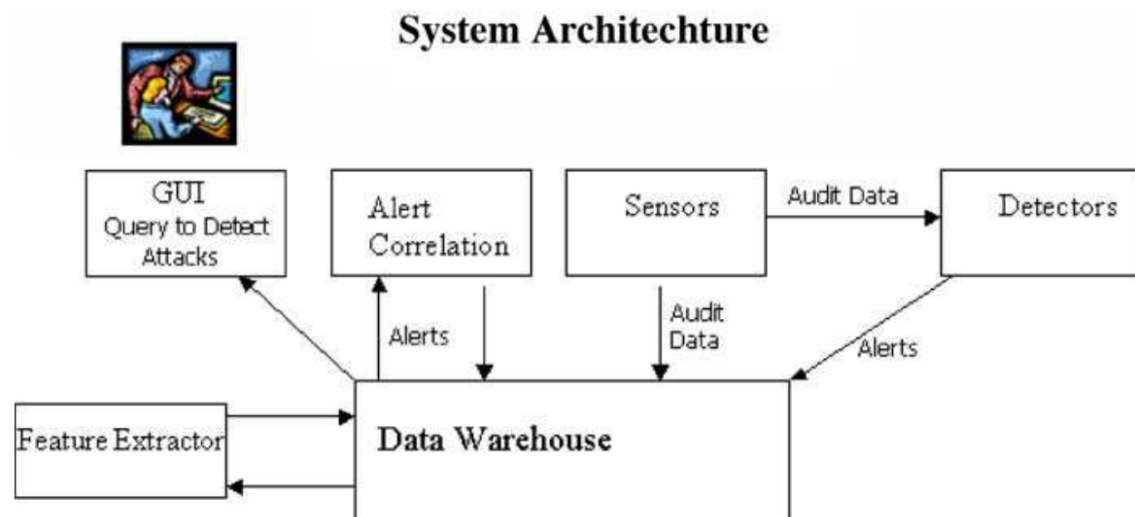 System Architechture
GUI
Query to Detect
Attacks
Alert
Correlation
Sensors
Audit Data
Detectors
Alerts
Audit
Data
Alerts
Feature Extractor
Data Warehouse